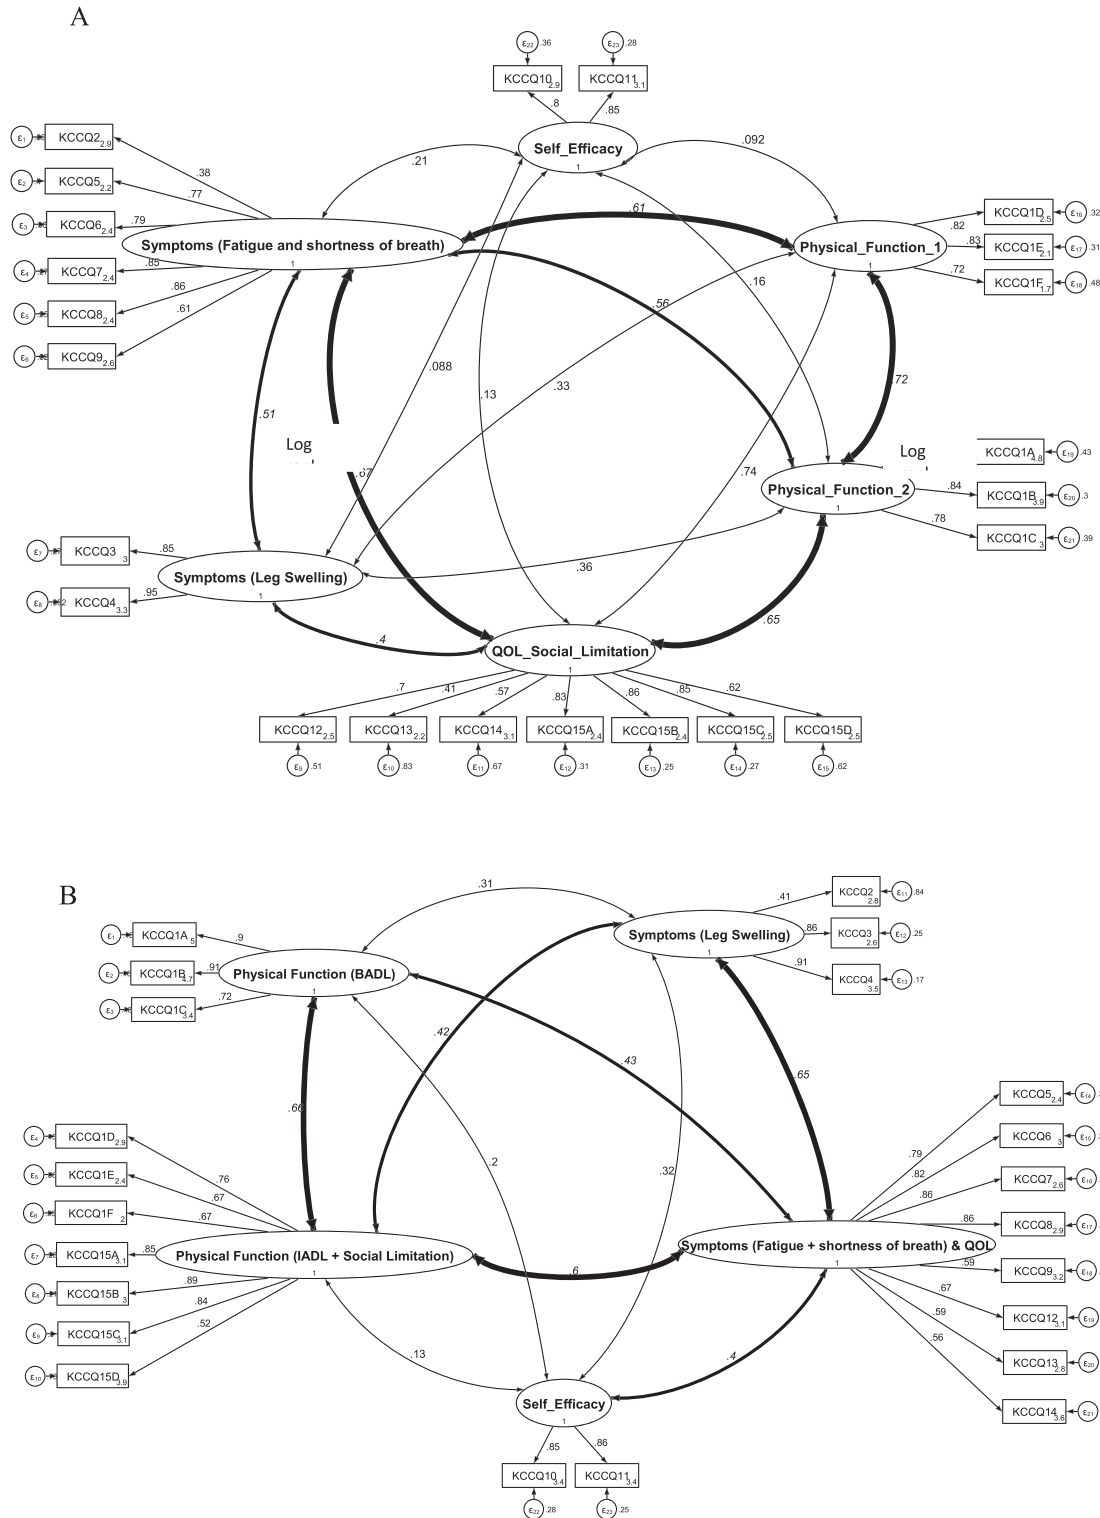 A
ε22 .36
ε23 .28
KCCQ10 2.9
KCCQ11 3.1
.8
.85
Self_Efficacy
1
.092
.21
ε1
KCCQ2 2.9
.38
ε2
KCCQ5 2.2
.77
ε3
KCCQ6 2.4
.79
Symptoms (Fatigue and shortness of breath)
1
ε4
KCCQ7 2.4
.85
ε5
KCCQ8 2.4
.86
ε6
KCCQ9 2.6
.61
.61
Physical_Function_1
1
KCCQ1D 2.5
ε16 .32
.82
KCCQ1E 2.1
ε17 .31
.83
KCCQ1F 1.7
ε18 .48
.72
.16
.56
.088
.33
.13
.72
.51
Log
.67
.74
Log
Physical_Function_2
1
KCCQ1A 4.8
ε19 .43
.84
KCCQ1B 3.9
ε20 .3
.78
KCCQ1C 3
ε21 .39
ε7
KCCQ3 3
.85
Symptoms (Leg Swelling)
1
ε8
KCCQ4 3.3
.95
.36
.4
.65
QOL_Social_Limitation
1
.7
.41
.57
.83
.86
.85
.62
KCCQ12 2.5
KCCQ13 2.2
KCCQ14 3.1
KCCQ15A 2.4
KCCQ15B 2.4
KCCQ15C 2.5
KCCQ15D 2.5
ε9 .51
ε10 .83
ε11 .67
ε12 .31
ε13 .25
ε14 .27
ε15 .62
B
.31
ε1
KCCQ1A 5
.9
ε2
KCCQ1B 4.7
.91
Physical Function (BADL)
1
ε3
KCCQ1C 3.4
.72
Symptoms (Leg Swelling)
1
.41
KCCQ2 2.8
ε11 .84
.86
KCCQ3 2.6
ε12 .25
.91
KCCQ4 3.5
ε13 .17
.42
.43
.65
.66
.2
.32
ε4
KCCQ1D 2.9
.76
ε5
KCCQ1E 2.4
.67
ε6
KCCQ1F 2
.67
ε7
KCCQ15A 3.1
.85
Physical Function (IADL + Social Limitation)
1
ε8
KCCQ15B 3
.89
ε9
KCCQ15C 3.1
.84
ε10
KCCQ15D 3.9
.52
.6
Symptoms (Fatigue + shortness of breath) & QOL
1
.79
KCCQ5 2.4
ε14
.82
KCCQ6 3
ε15
.86
KCCQ7 2.6
ε16
.86
KCCQ8 2.9
ε17
.59
KCCQ9 3.2
ε18
.67
KCCQ12 3.1
ε19
.59
KCCQ13 2.8
ε20
.56
KCCQ14 3.6
ε21
.13
.4
Self_Efficacy
1
.85
.86
KCCQ10 3.4
KCCQ11 3.4
ε22 .28
ε23 .25